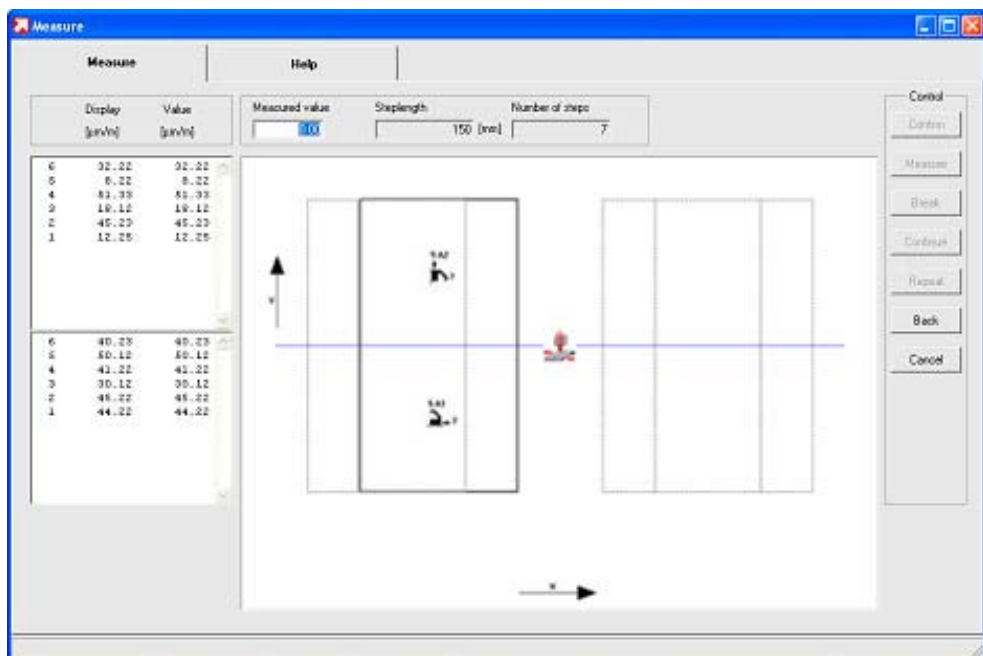 Measure
Measure Help
Display Value
[µm/m] [µm/m]
Measured value Steplength Number of steps
0.00 150 [mm] 7
Control
Confirm
Measure
Break
Continue
Repeat
Back
Cancel
6 32.22 32.22
5 8.22 8.22
4 51.33 51.33
3 18.12 18.12
2 45.23 45.23
1 12.25 12.25
6 40.23 40.23
5 50.12 50.12
4 41.22 41.22
3 30.12 30.12
2 45.22 45.22
1 44.22 44.22